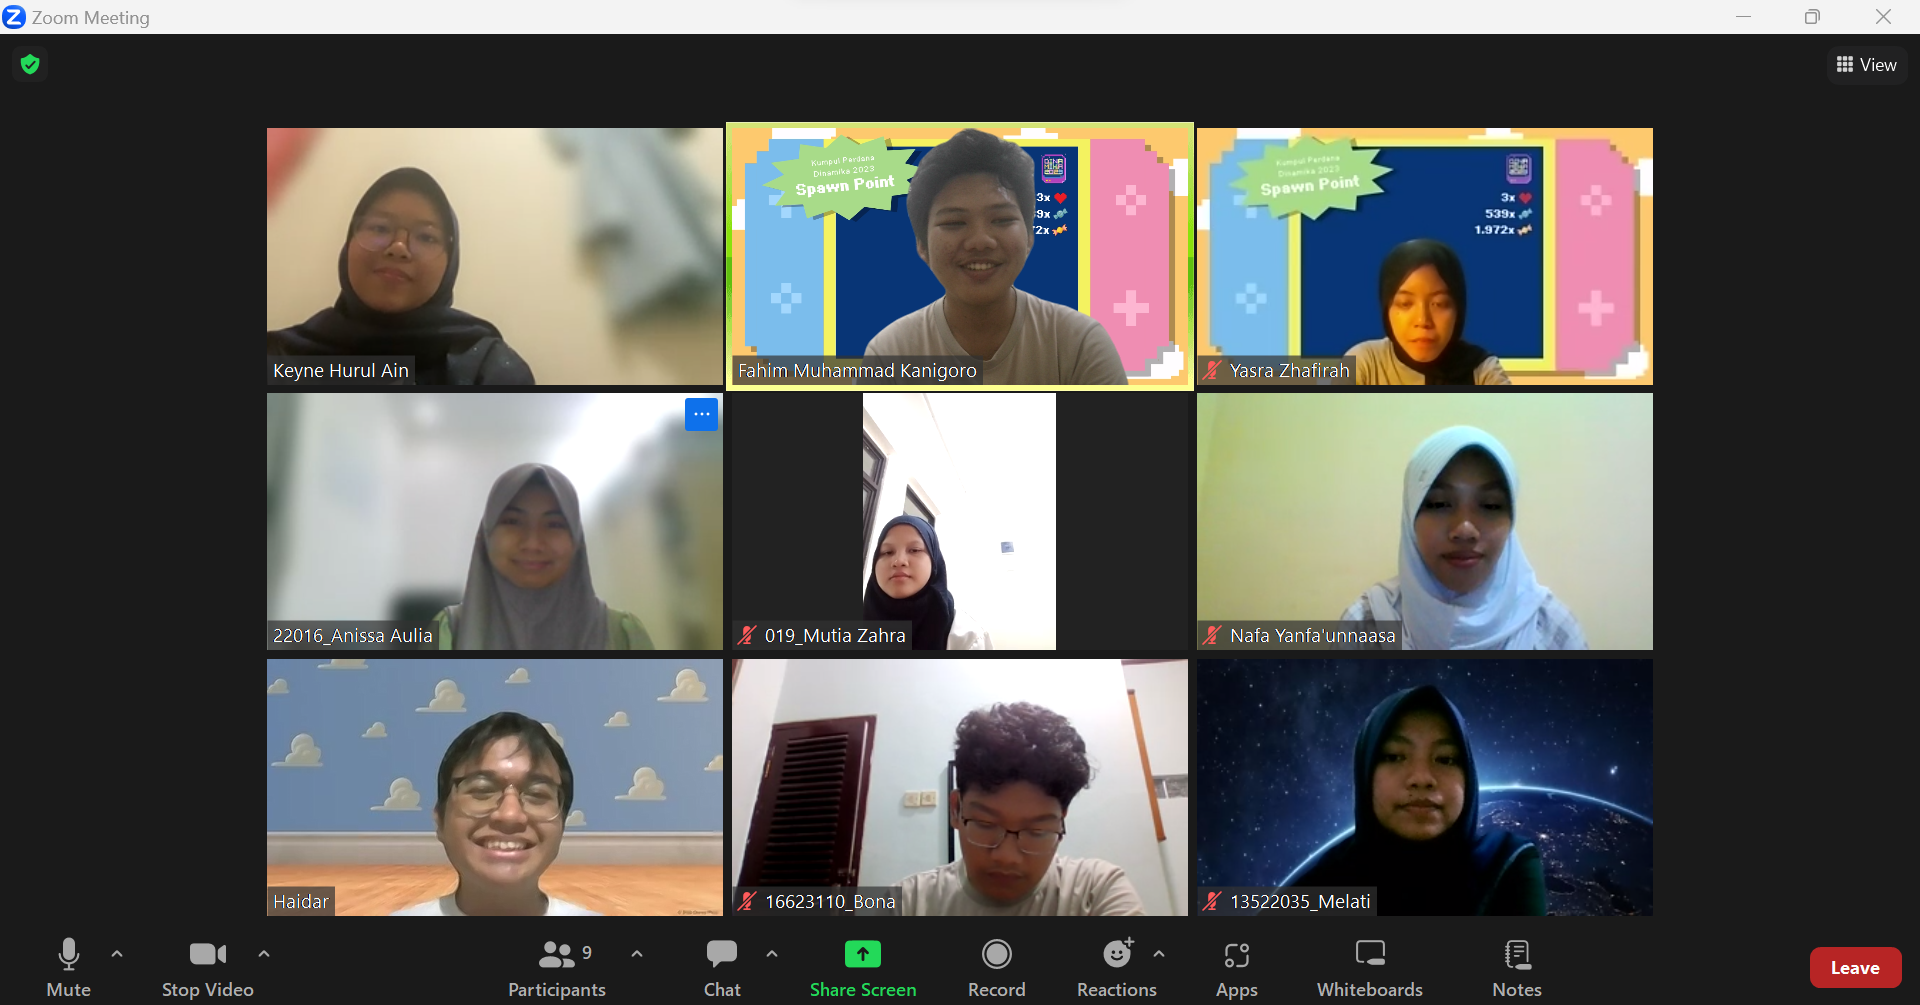 Zoom Meeting
View
Keyne Hurul Ain
Kumpul Perdana
Dinamika 2023
Spawn Point
3x
9x
72x
Fahim Muhammad Kanigoro
Kumpul Perdana
Dinamika 2023
Spawn Point
3x
539x
1.972x
Yasra Zhafirah
22016_Anissa Aulia
019_Mutia Zahra
Nafa Yanfa'unnaasa
Haidar
16623110_Bona
13522035_Melati
Mute
Stop Video
9
Participants
Chat
Share Screen
Record
Reactions
Apps
Whiteboards
Notes
Leave